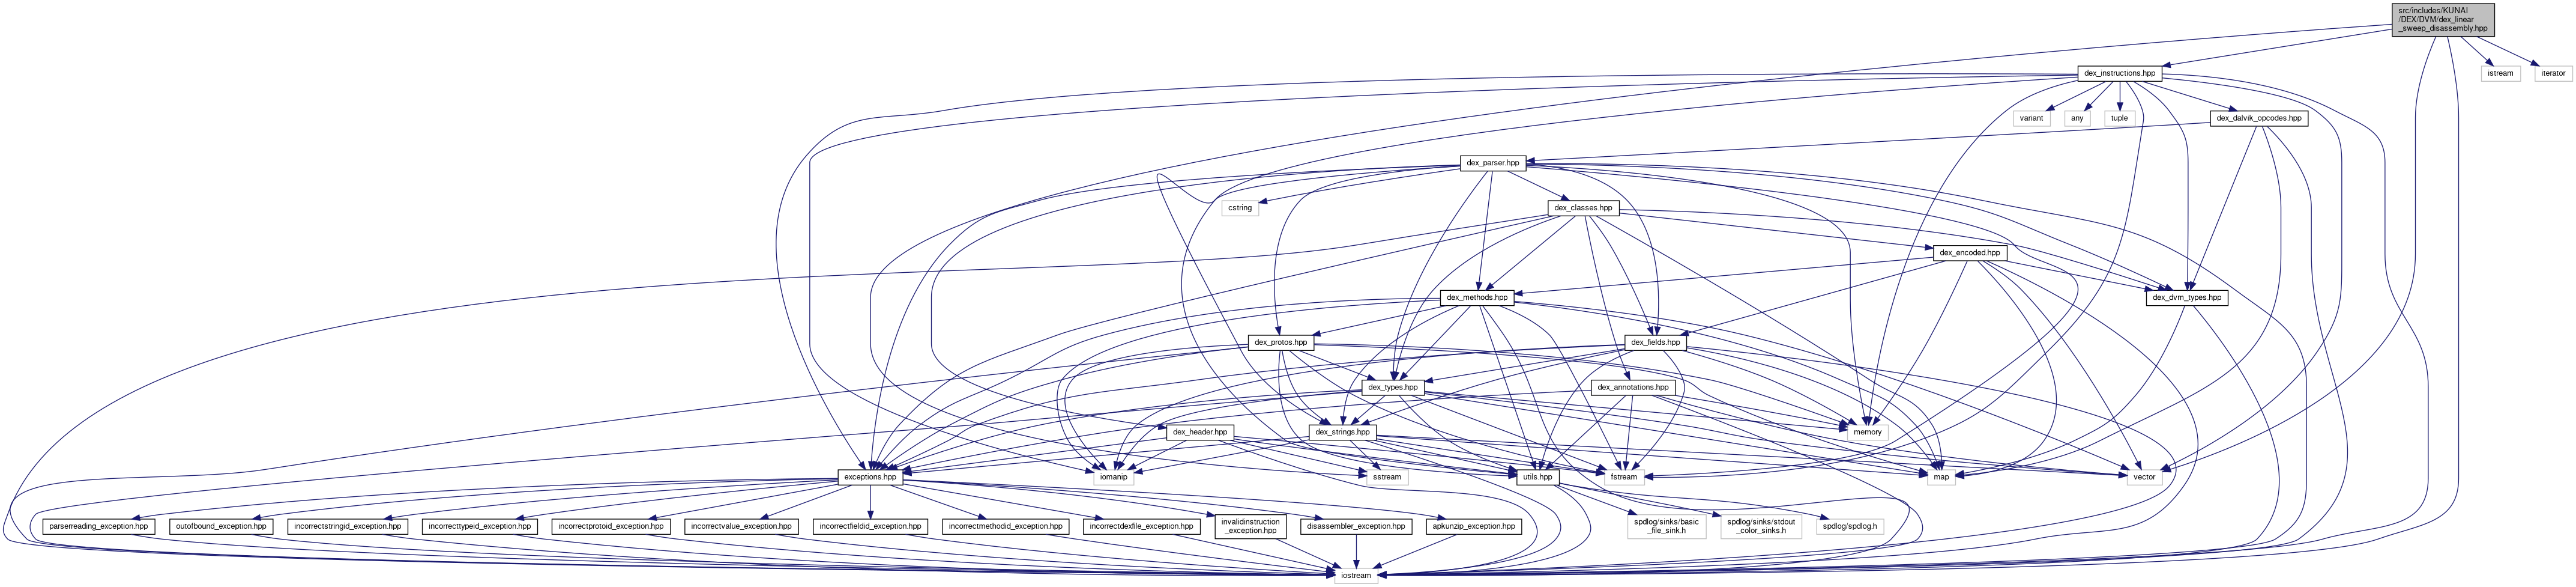 src/includes/KUNAI
/DEX/DVM/dex_linear
_sweep_disassembly.hpp
dex_instructions.hpp
istream
iterator
variant
any
tuple
dex_dalvik_opcodes.hpp
dex_parser.hpp
cstring
dex_classes.hpp
dex_encoded.hpp
dex_methods.hpp
dex_dvm_types.hpp
dex_protos.hpp
dex_fields.hpp
dex_types.hpp
dex_annotations.hpp
dex_header.hpp
dex_strings.hpp
memory
exceptions.hpp
iomanip
sstream
utils.hpp
fstream
map
vector
parserreading_exception.hpp
outofbound_exception.hpp
incorrectstringid_exception.hpp
incorrecttypeid_exception.hpp
incorrectprotoid_exception.hpp
incorrectvalue_exception.hpp
incorrectfieldid_exception.hpp
incorrectmethodid_exception.hpp
incorrectdexfile_exception.hpp
invalidinstruction
_exception.hpp
disassembler_exception.hpp
apkunzip_exception.hpp
spdlog/sinks/basic
_file_sink.h
spdlog/sinks/stdout
_color_sinks.h
spdlog/spdlog.h
iostream